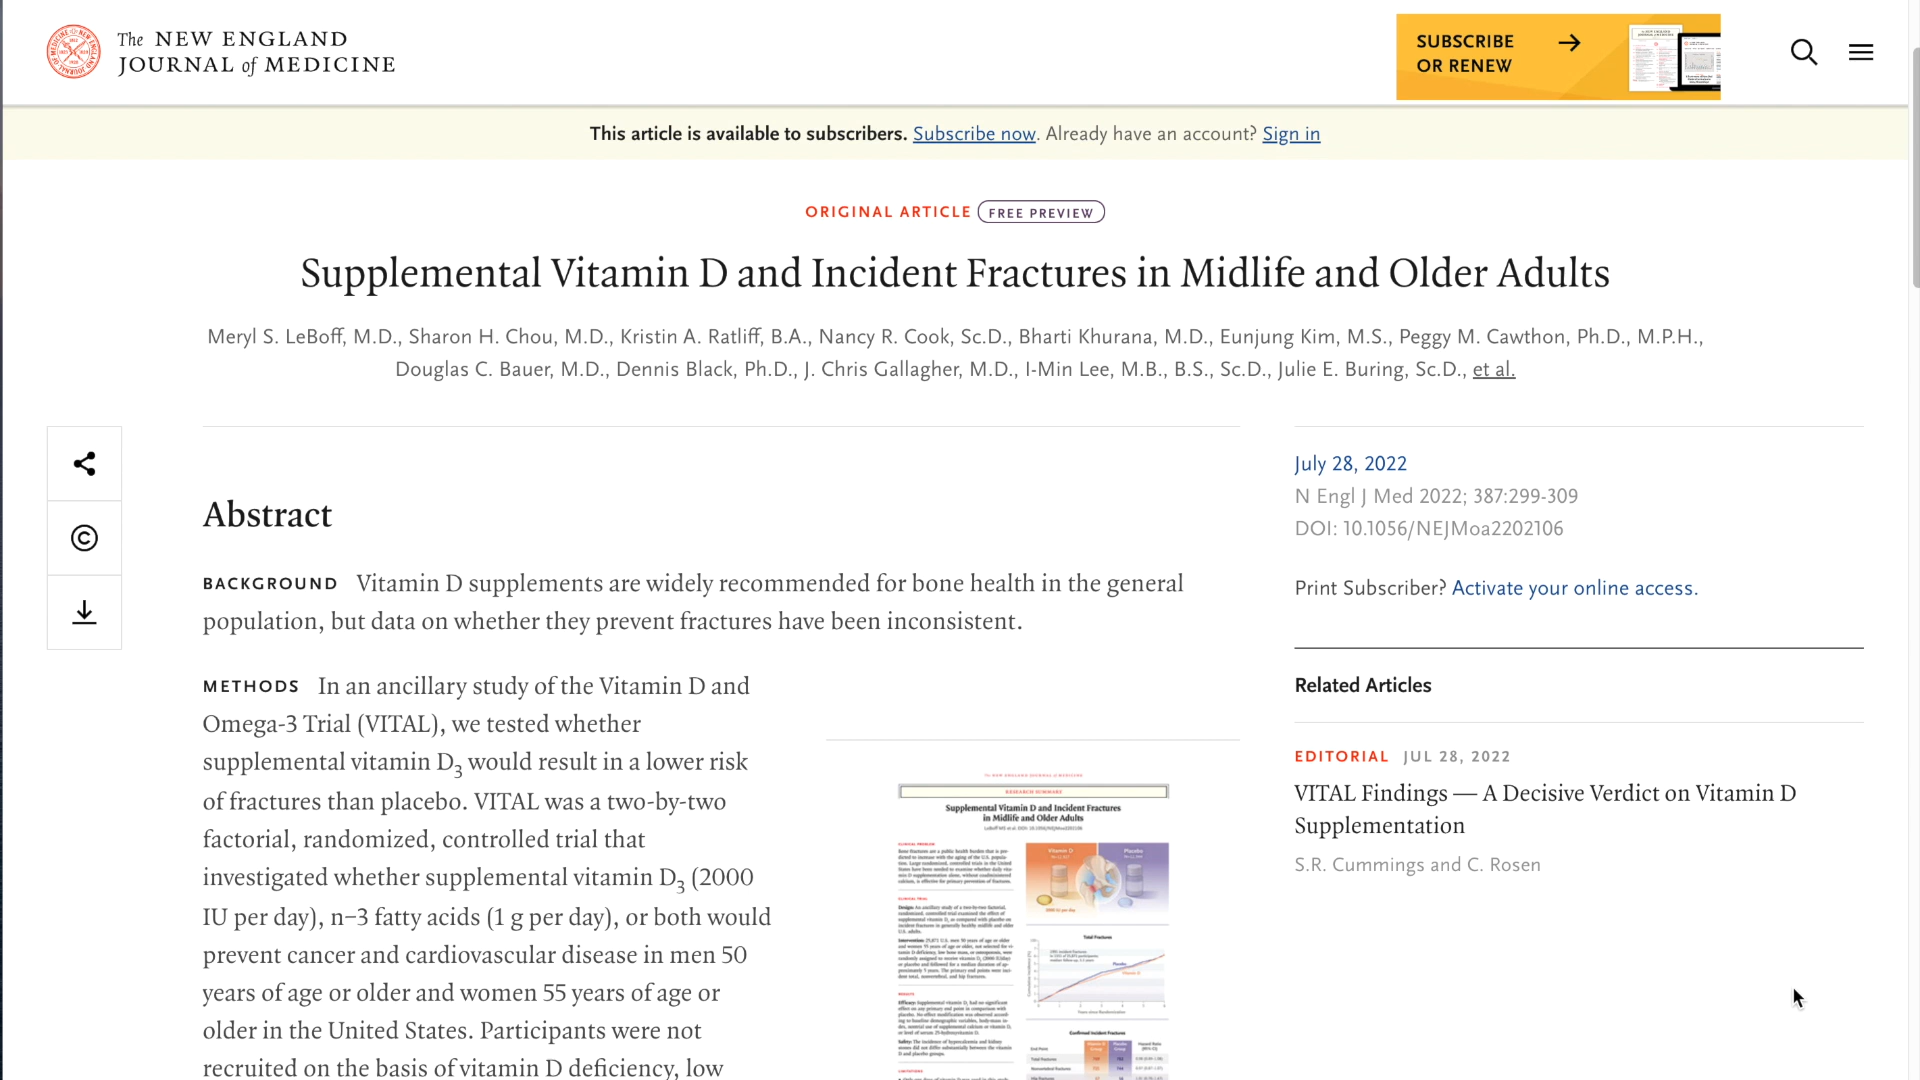 The NEW ENGLAND
JOURNAL of MEDICINE
SUBSCRIBE
OR RENEW
This article is available to subscribers. Subscribe now. Already have an account? Sign in
ORIGINAL ARTICLE FREE PREVIEW
Supplemental Vitamin D and Incident Fractures in Midlife and Older Adults
Meryl S. LeBoff, M.D., Sharon H. Chou, M.D., Kristin A. Ratliff, B.A., Nancy R. Cook, Sc.D., Bharti Khurana, M.D., Eunjung Kim, M.S., Peggy M. Cawthon, Ph.D., M.P.H.,
Douglas C. Bauer, M.D., Dennis Black, Ph.D., J. Chris Gallagher, M.D., I-Min Lee, M.B., B.S., Sc.D., Julie E. Buring, Sc.D., et al.
Abstract
BACKGROUND Vitamin D supplements are widely recommended for bone health in the general
population, but data on whether they prevent fractures have been inconsistent.
METHODS In an ancillary study of the Vitamin D and
Omega-3 Trial (VITAL), we tested whether
supplemental vitamin D3 would result in a lower risk
of fractures than placebo. VITAL was a two-by-two
factorial, randomized, controlled trial that
investigated whether supplemental vitamin D3 (2000
IU per day), n−3 fatty acids (1 g per day), or both would
prevent cancer and cardiovascular disease in men 50
years of age or older and women 55 years of age or
older in the United States. Participants were not
recruited on the basis of vitamin D deficiency, low
RESEARCH SUMMARY
Supplemental Vitamin D and Incident Fractures
in Midlife and Older Adults
Vitamin D
Placebo
Total Fractures
Confirmed Incident Fractures
July 28, 2022
N Engl J Med 2022; 387:299-309
DOI: 10.1056/NEJMoa2202106
Print Subscriber? Activate your online access.
Related Articles
EDITORIAL JUL 28, 2022
VITAL Findings — A Decisive Verdict on Vitamin D
Supplementation
S.R. Cummings and C. Rosen